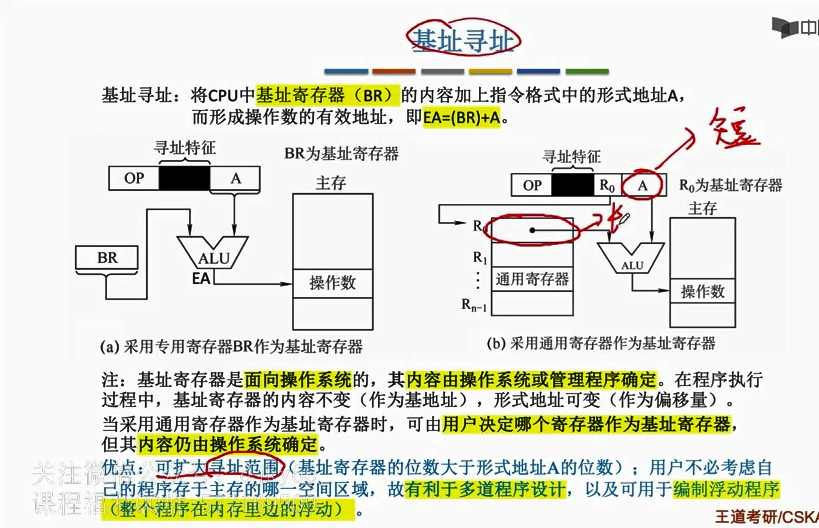 基址寻址
中
基址寻址：将CPU中基址寄存器（BR）的内容加上指令格式中的形式地址A，
而形成操作数的有效地址，即EA=(BR)+A。
短
寻址特征
BR为基址寄存器
OP
A
主存
BR
ALU
EA
操作数
(a) 采用专用寄存器BR作为基址寄存器
寻址特征
OP
R0
A
R0为基址寄存器
主存
R0
长
R1
⋮
通用寄存器
Rn−1
ALU
操作数
(b) 采用通用寄存器作为基址寄存器
注：基址寄存器是面向操作系统的，其内容由操作系统或管理程序确定。在程序执行
过程中，基址寄存器的内容不变（作为基地址），形式地址可变（作为偏移量）。
当采用通用寄存器作为基址寄存器时，可由用户决定哪个寄存器作为基址寄存器，
但其内容仍由操作系统确定。
优点：可扩大寻址范围（基址寄存器的位数大于形式地址A的位数）；用户不必考虑自
己的程序存于主存的哪一空间区域，故有利于多道程序设计，以及可用于编制浮动程序
（整个程序在内存里边的浮动）。
关注微
课程福
王道考研/CSKA